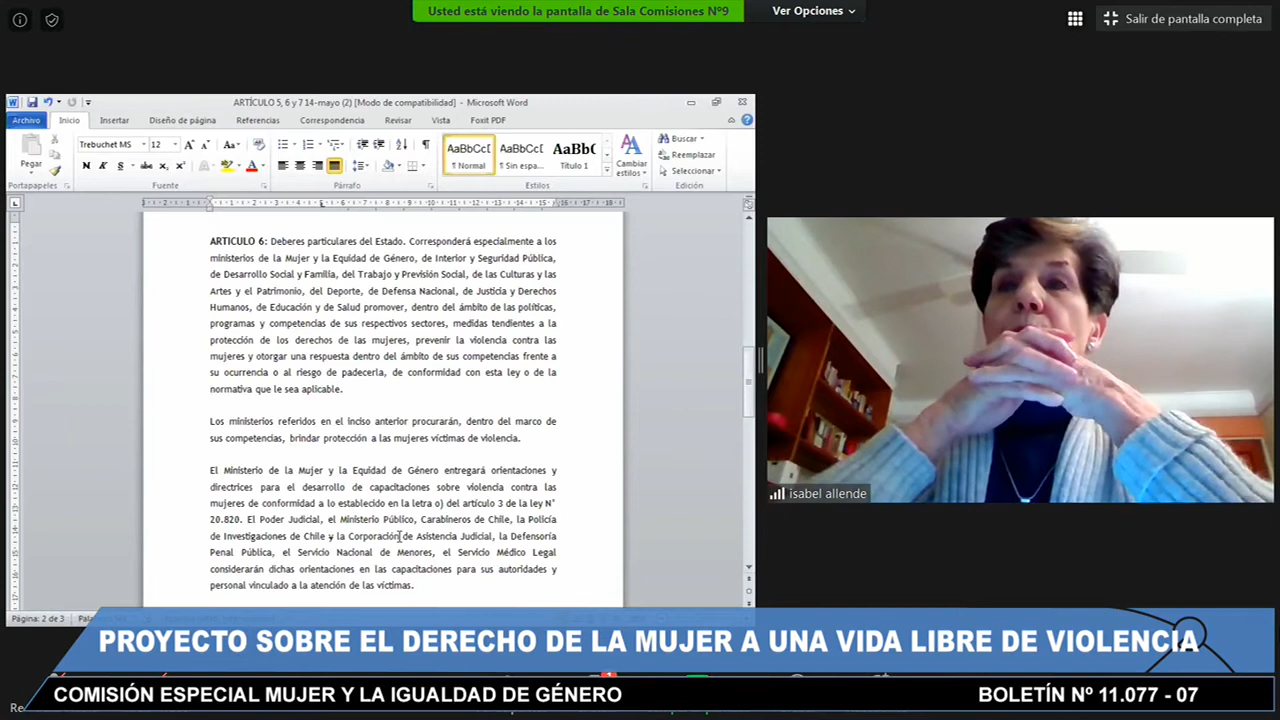 Usted está viendo la pantalla de Sala Comisiones Nº9
Ver Opciones
Salir de pantalla completa
ARTÍCULO 5, 6 y 7 14-mayo (2) [Modo de compatibilidad] - Microsoft Word
Archivo Inicio Insertar Diseño de página Referencias Correspondencia Revisar Vista Foxit PDF
Pegar
Trebuchet MS 12
AaBbCcD AaBbCcD AaBbC
¶ Normal ¶ Sin espa... Título 1
Cambiar estilos
Buscar
Reemplazar
Seleccionar
Portapapeles Fuente Párrafo Estilos Edición
ARTICULO 6: Deberes particulares del Estado. Corresponderá especialmente a los
ministerios de la Mujer y la Equidad de Género, de Interior y Seguridad Pública,
de Desarrollo Social y Familia, del Trabajo y Previsión Social, de las Culturas y las
Artes y el Patrimonio, del Deporte, de Defensa Nacional, de Justicia y Derechos
Humanos, de Educación y de Salud promover, dentro del ámbito de las políticas,
programas y competencias de sus respectivos sectores, medidas tendientes a la
protección de los derechos de las mujeres, prevenir la violencia contra las
mujeres y otorgar una respuesta dentro del ámbito de sus competencias frente a
su ocurrencia o al riesgo de padecerla, de conformidad con esta ley o de la
normativa que le sea aplicable.
Los ministerios referidos en el inciso anterior procurarán, dentro del marco de
sus competencias, brindar protección a las mujeres víctimas de violencia.
El Ministerio de la Mujer y la Equidad de Género entregará orientaciones y
directrices para el desarrollo de capacitaciones sobre violencia contra las
mujeres de conformidad a lo establecido en la letra o) del artículo 3 de la ley N°
20.820. El Poder Judicial, el Ministerio Público, Carabineros de Chile, la Policía
de Investigaciones de Chile y la Corporación de Asistencia Judicial, la Defensoría
Penal Pública, el Servicio Nacional de Menores, el Servicio Médico Legal
considerarán dichas orientaciones en las capacitaciones para sus autoridades y
personal vinculado a la atención de las víctimas.
Página: 2 de 3
isabel allende
PROYECTO SOBRE EL DERECHO DE LA MUJER A UNA VIDA LIBRE DE VIOLENCIA
COMISIÓN ESPECIAL MUJER Y LA IGUALDAD DE GÉNERO
BOLETÍN Nº 11.077 - 07